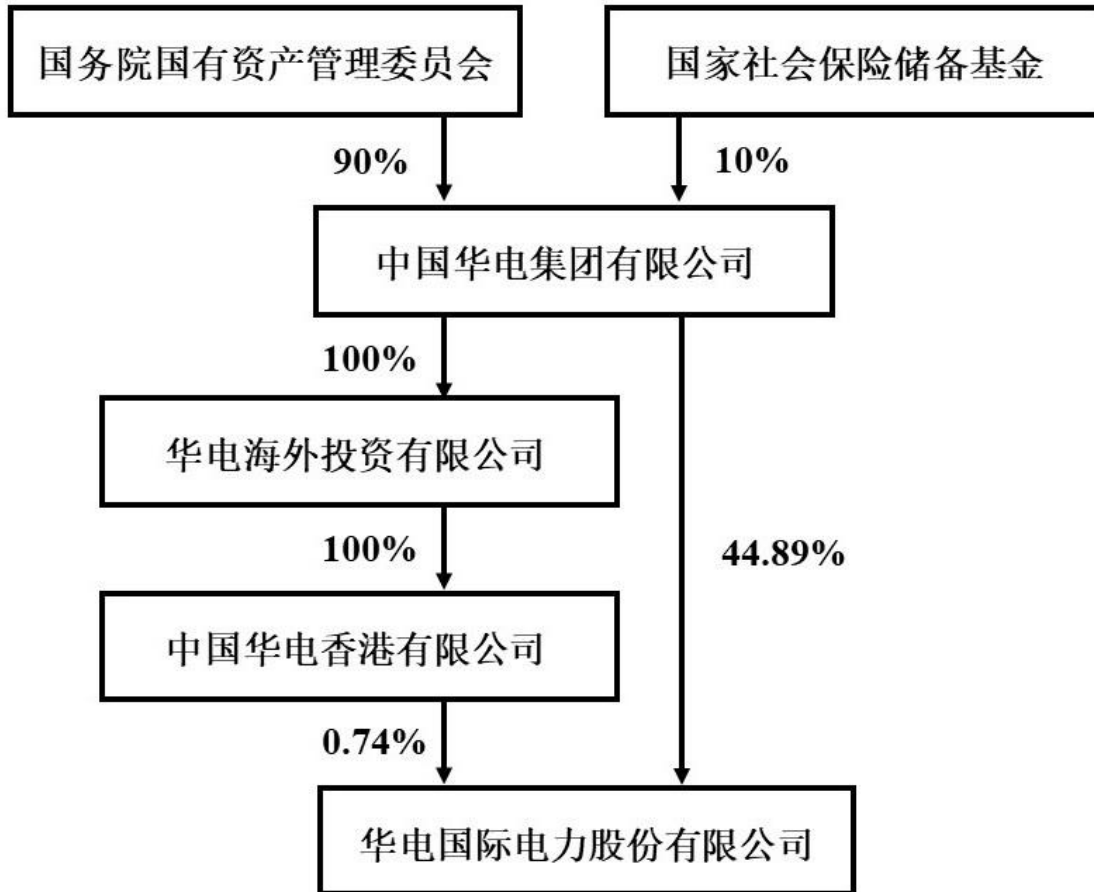 国务院国有资产管理委员会
国家社会保险储备基金
90%
10%
中国华电集团有限公司
100%
华电海外投资有限公司
100%
44.89%
中国华电香港有限公司
0.74%
华电国际电力股份有限公司